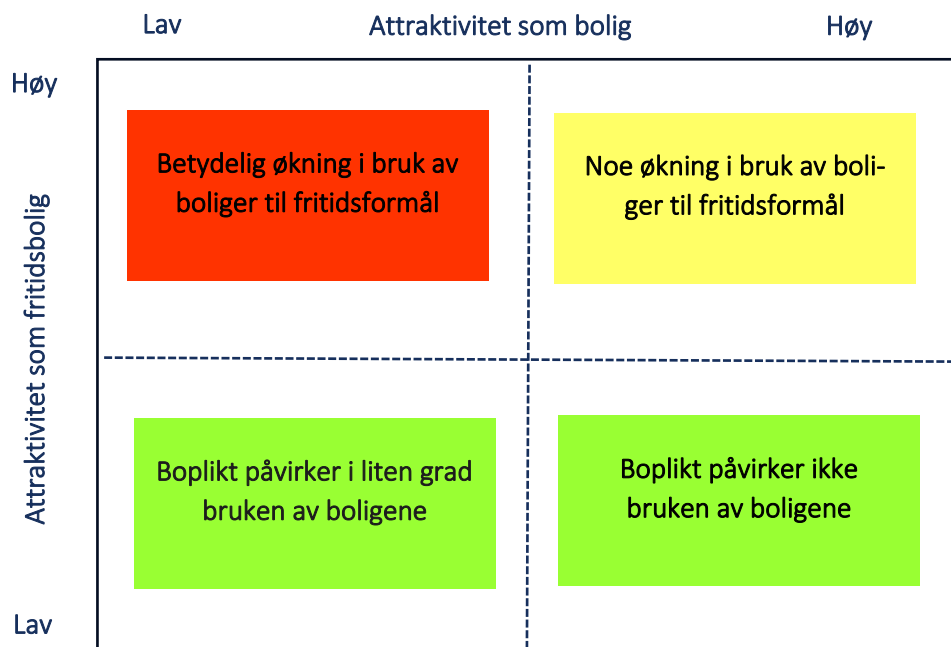 Lav Attraktivitet som bolig Høy
Høy
Attraktivitet som fritidsbolig
Lav
Betydelig økning i bruk av
boliger til fritidsformål
Noe økning i bruk av boli-
ger til fritidsformål
Boplikt påvirker i liten grad
bruken av boligene
Boplikt påvirker ikke
bruken av boligene